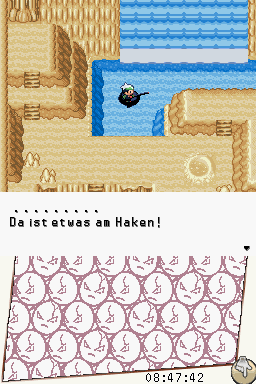 . . . . . . . . .
Da ist etwas am Haken!
08:47:42